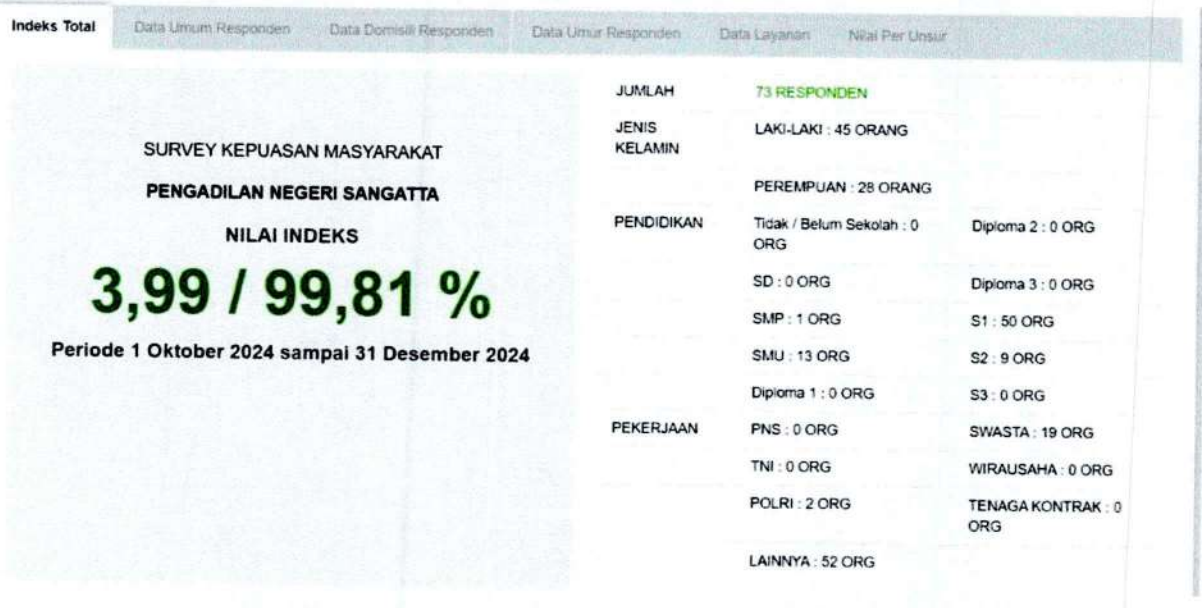 Indeks Total
Data Umum Responden
Data Domisili Responden
Data Umur Responden
Data Layanan
Nilai Per Unsur
SURVEY KEPUASAN MASYARAKAT
PENGADILAN NEGERI SANGATTA
NILAI INDEKS
3,99 / 99,81 %
Periode 1 Oktober 2024 sampai 31 Desember 2024
JUMLAH
73 RESPONDEN
JENIS
KELAMIN
LAKI-LAKI : 45 ORANG
PEREMPUAN : 28 ORANG
PENDIDIKAN
Tidak / Belum Sekolah : 0
ORG
Diploma 2 : 0 ORG
SD : 0 ORG
Diploma 3 : 0 ORG
SMP : 1 ORG
S1 : 50 ORG
SMU : 13 ORG
S2 : 9 ORG
Diploma 1 : 0 ORG
S3 : 0 ORG
PEKERJAAN
PNS : 0 ORG
SWASTA : 19 ORG
TNI : 0 ORG
WIRAUSAHA : 0 ORG
POLRI : 2 ORG
TENAGA KONTRAK : 0
ORG
LAINNYA : 52 ORG